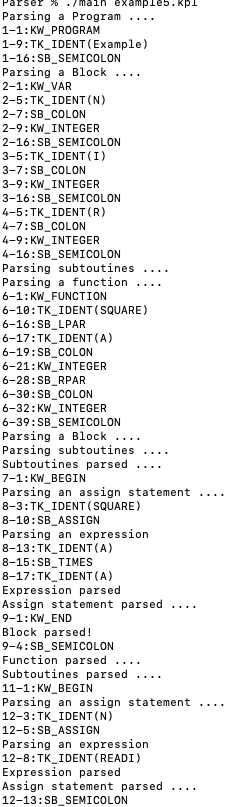 Parser % ./main example5.kpl
Parsing a Program ....
1-1:KW_PROGRAM
1-9:TK_IDENT(Example)
1-16:SB_SEMICOLON
Parsing a Block ....
2-1:KW_VAR
2-5:TK_IDENT(N)
2-7:SB_COLON
2-9:KW_INTEGER
2-16:SB_SEMICOLON
3-5:TK_IDENT(I)
3-7:SB_COLON
3-9:KW_INTEGER
3-16:SB_SEMICOLON
4-5:TK_IDENT(R)
4-7:SB_COLON
4-9:KW_INTEGER
4-16:SB_SEMICOLON
Parsing subtoutines ....
Parsing a function ....
6-1:KW_FUNCTION
6-10:TK_IDENT(SQUARE)
6-16:SB_LPAR
6-17:TK_IDENT(A)
6-19:SB_COLON
6-21:KW_INTEGER
6-28:SB_RPAR
6-30:SB_COLON
6-32:KW_INTEGER
6-39:SB_SEMICOLON
Parsing a Block ....
Parsing subtoutines ....
Subtoutines parsed ....
7-1:KW_BEGIN
Parsing an assign statement ....
8-3:TK_IDENT(SQUARE)
8-10:SB_ASSIGN
Parsing an expression
8-13:TK_IDENT(A)
8-15:SB_TIMES
8-17:TK_IDENT(A)
Expression parsed
Assign statement parsed ....
9-1:KW_END
Block parsed!
9-4:SB_SEMICOLON
Function parsed ....
Subtoutines parsed ....
11-1:KW_BEGIN
Parsing an assign statement ....
12-3:TK_IDENT(N)
12-5:SB_ASSIGN
Parsing an expression
12-8:TK_IDENT(READI)
Expression parsed
Assign statement parsed ....
12-13:SB_SEMICOLON